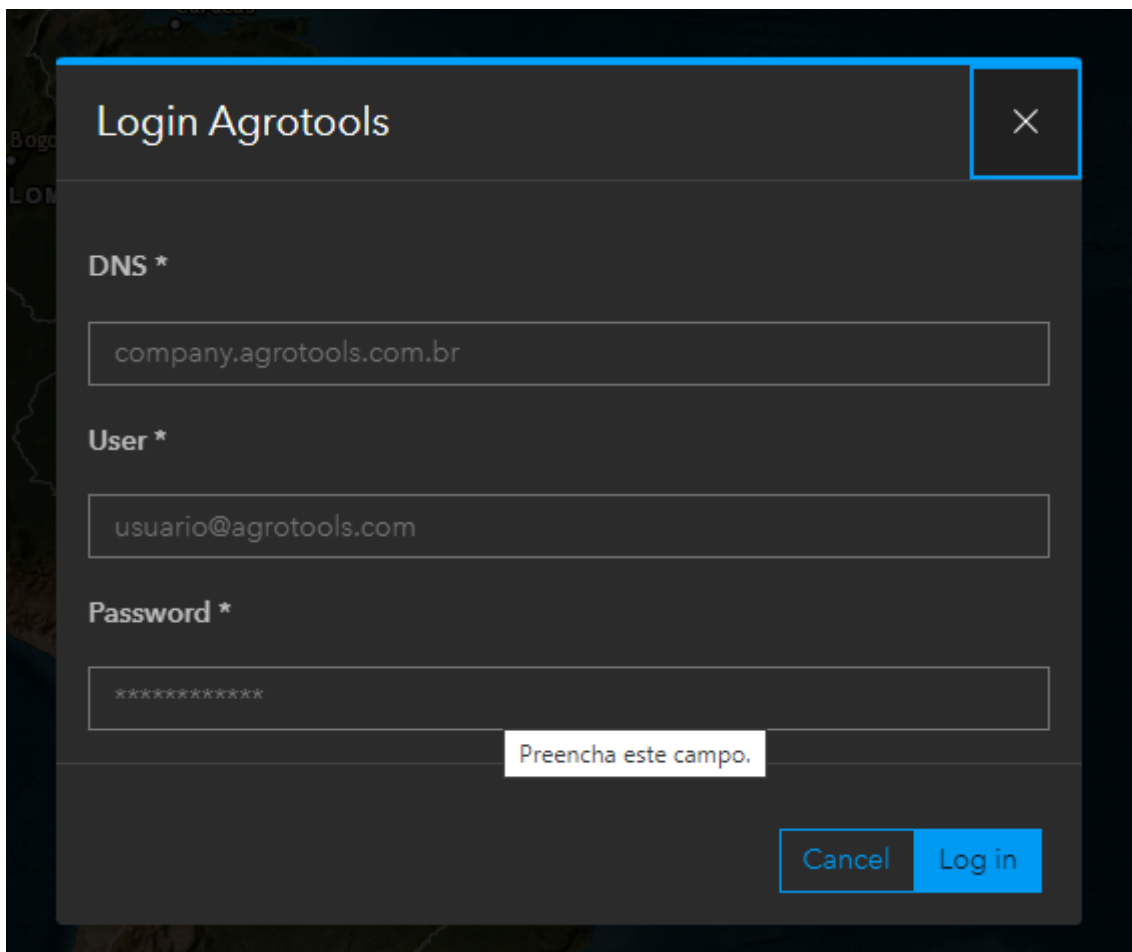 Login Agrotools
DNS *
company.agrotools.com.br
User *
usuario@agrotools.com
Password *
************
Preencha este campo.
Cancel
Log in